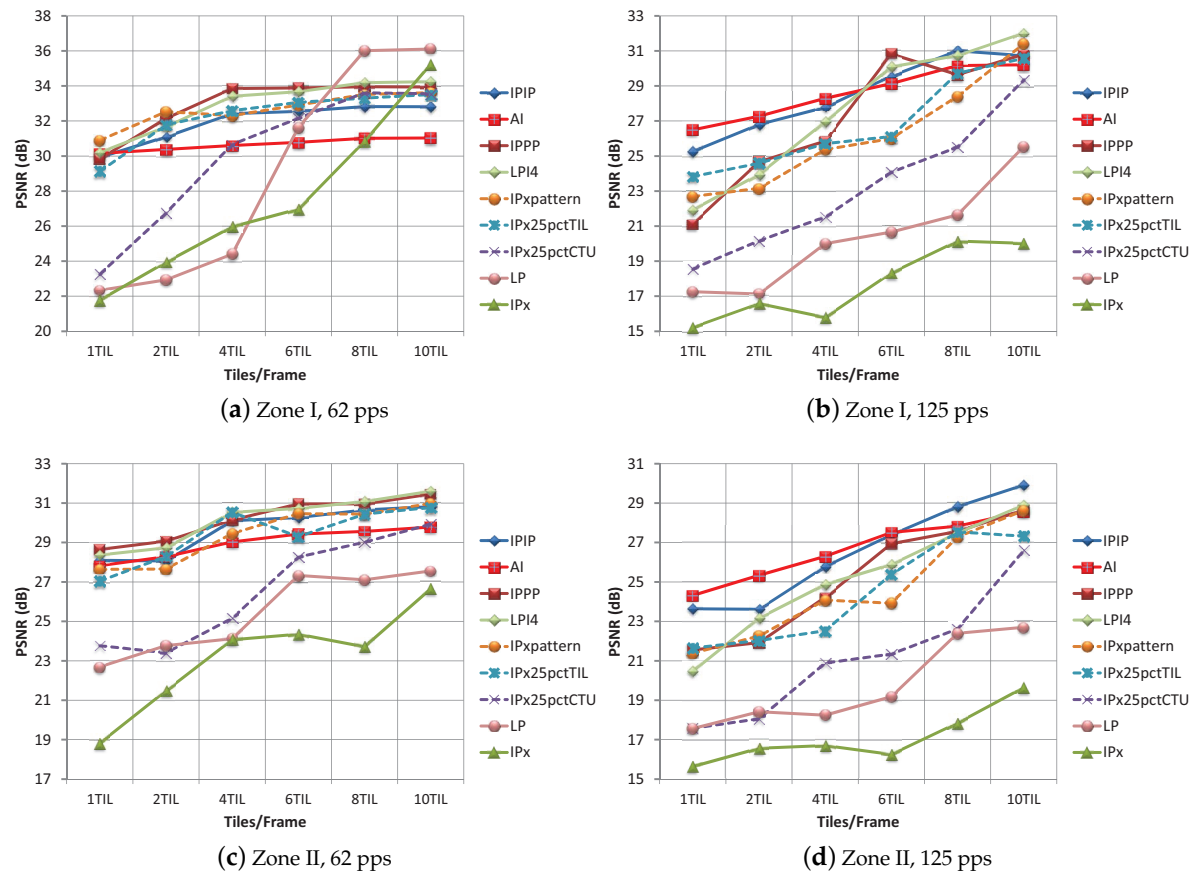 38
36
34
32
30
28
26
24
22
20
PSNR (dB)
1TIL 2TIL 4TIL 6TIL 8TIL 10TIL
Tiles/Frame
IPIP
AI
IPPP
LPI4
IPxpattern
IPx25pctTIL
IPx25pctCTU
LP
IPx
(a) Zone I, 62 pps
33
31
29
27
25
23
21
19
17
15
PSNR (dB)
1TIL 2TIL 4TIL 6TIL 8TIL 10TIL
Tiles/Frame
IPIP
AI
IPPP
LPI4
IPxpattern
IPx25pctTIL
IPx25pctCTU
LP
IPx
(b) Zone I, 125 pps
33
31
29
27
25
23
21
19
17
PSNR (dB)
1TIL 2TIL 4TIL 6TIL 8TIL 10TIL
Tiles/Frame
IPIP
AI
IPPP
LPI4
IPxpattern
IPx25pctTIL
IPx25pctCTU
LP
IPx
(c) Zone II, 62 pps
31
29
27
25
23
21
19
17
15
PSNR (dB)
1TIL 2TIL 4TIL 6TIL 8TIL 10TIL
Tiles/Frame
IPIP
AI
IPPP
LPI4
IPxpattern
IPx25pctTIL
IPx25pctCTU
LP
IPx
(d) Zone II, 125 pps